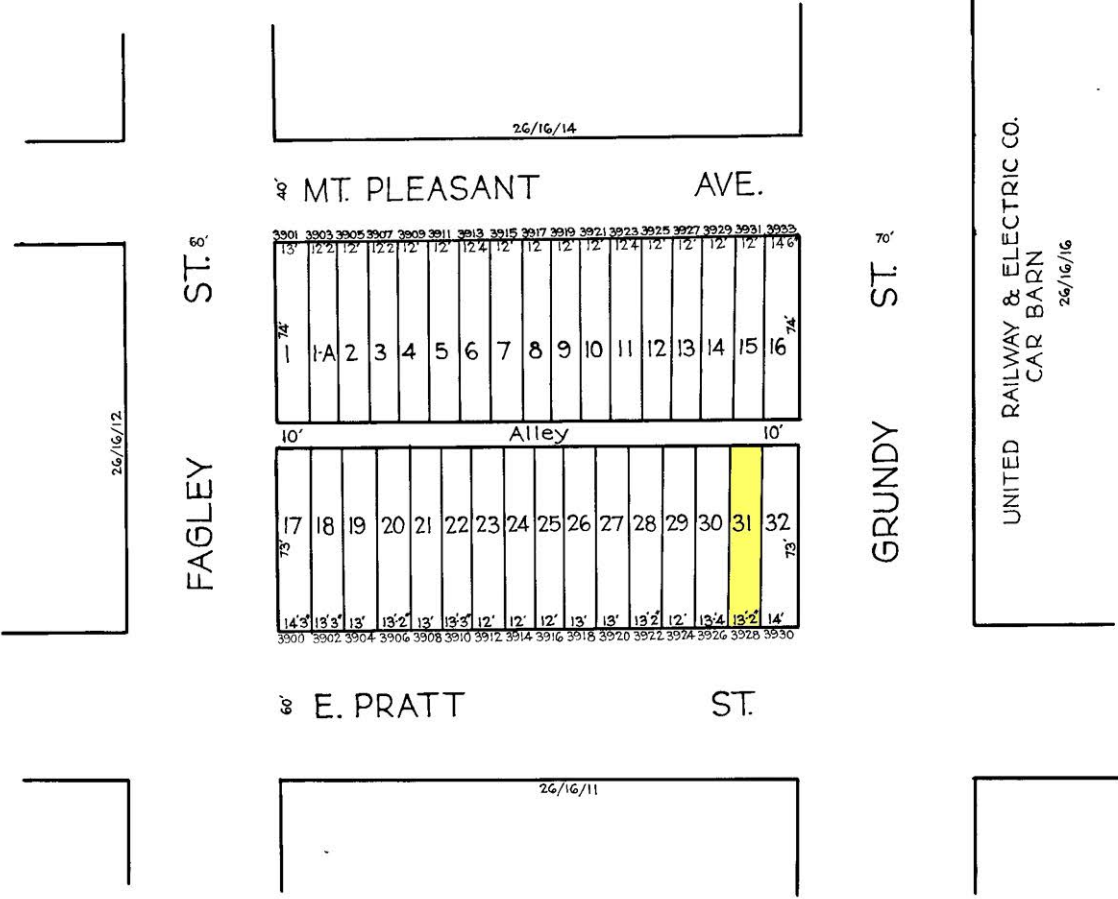 26/16/14
40' MT. PLEASANT AVE.
3901 3903 3905 3907 3909 3911 3913 3915 3917 3919 3921 3923 3925 3927 3929 3931 3933
13' 12'2 12' 12'2 12' 12' 12'4 12' 12' 12' 12' 12'4 12' 12' 12' 12' 14'6"
74' 74'
1 1-A 2 3 4 5 6 7 8 9 10 11 12 13 14 15 16
10' Alley 10'
17 18 19 20 21 22 23 24 25 26 27 28 29 30 31 32
73' 73'
14'3" 13'3" 13' 13'2" 13' 13'3" 12' 12' 12' 13' 13' 13'2" 12' 13'4 13'2" 14'
3900 3902 3904 3906 3908 3910 3912 3914 3916 3918 3920 3922 3924 3926 3928 3930
60' E. PRATT ST.
26/16/11
26/16/12
60'
FAGLEY ST.
70'
GRUNDY ST.
UNITED RAILWAY & ELECTRIC CO.
CAR BARN
26/16/16